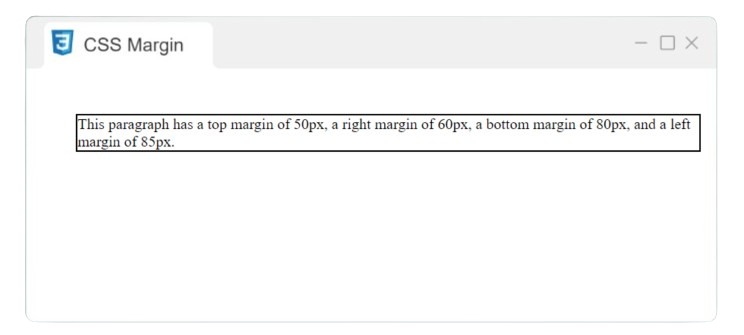 CSS Margin
This paragraph has a top margin of 50px, a right margin of 60px, a bottom margin of 80px, and a left
margin of 85px.